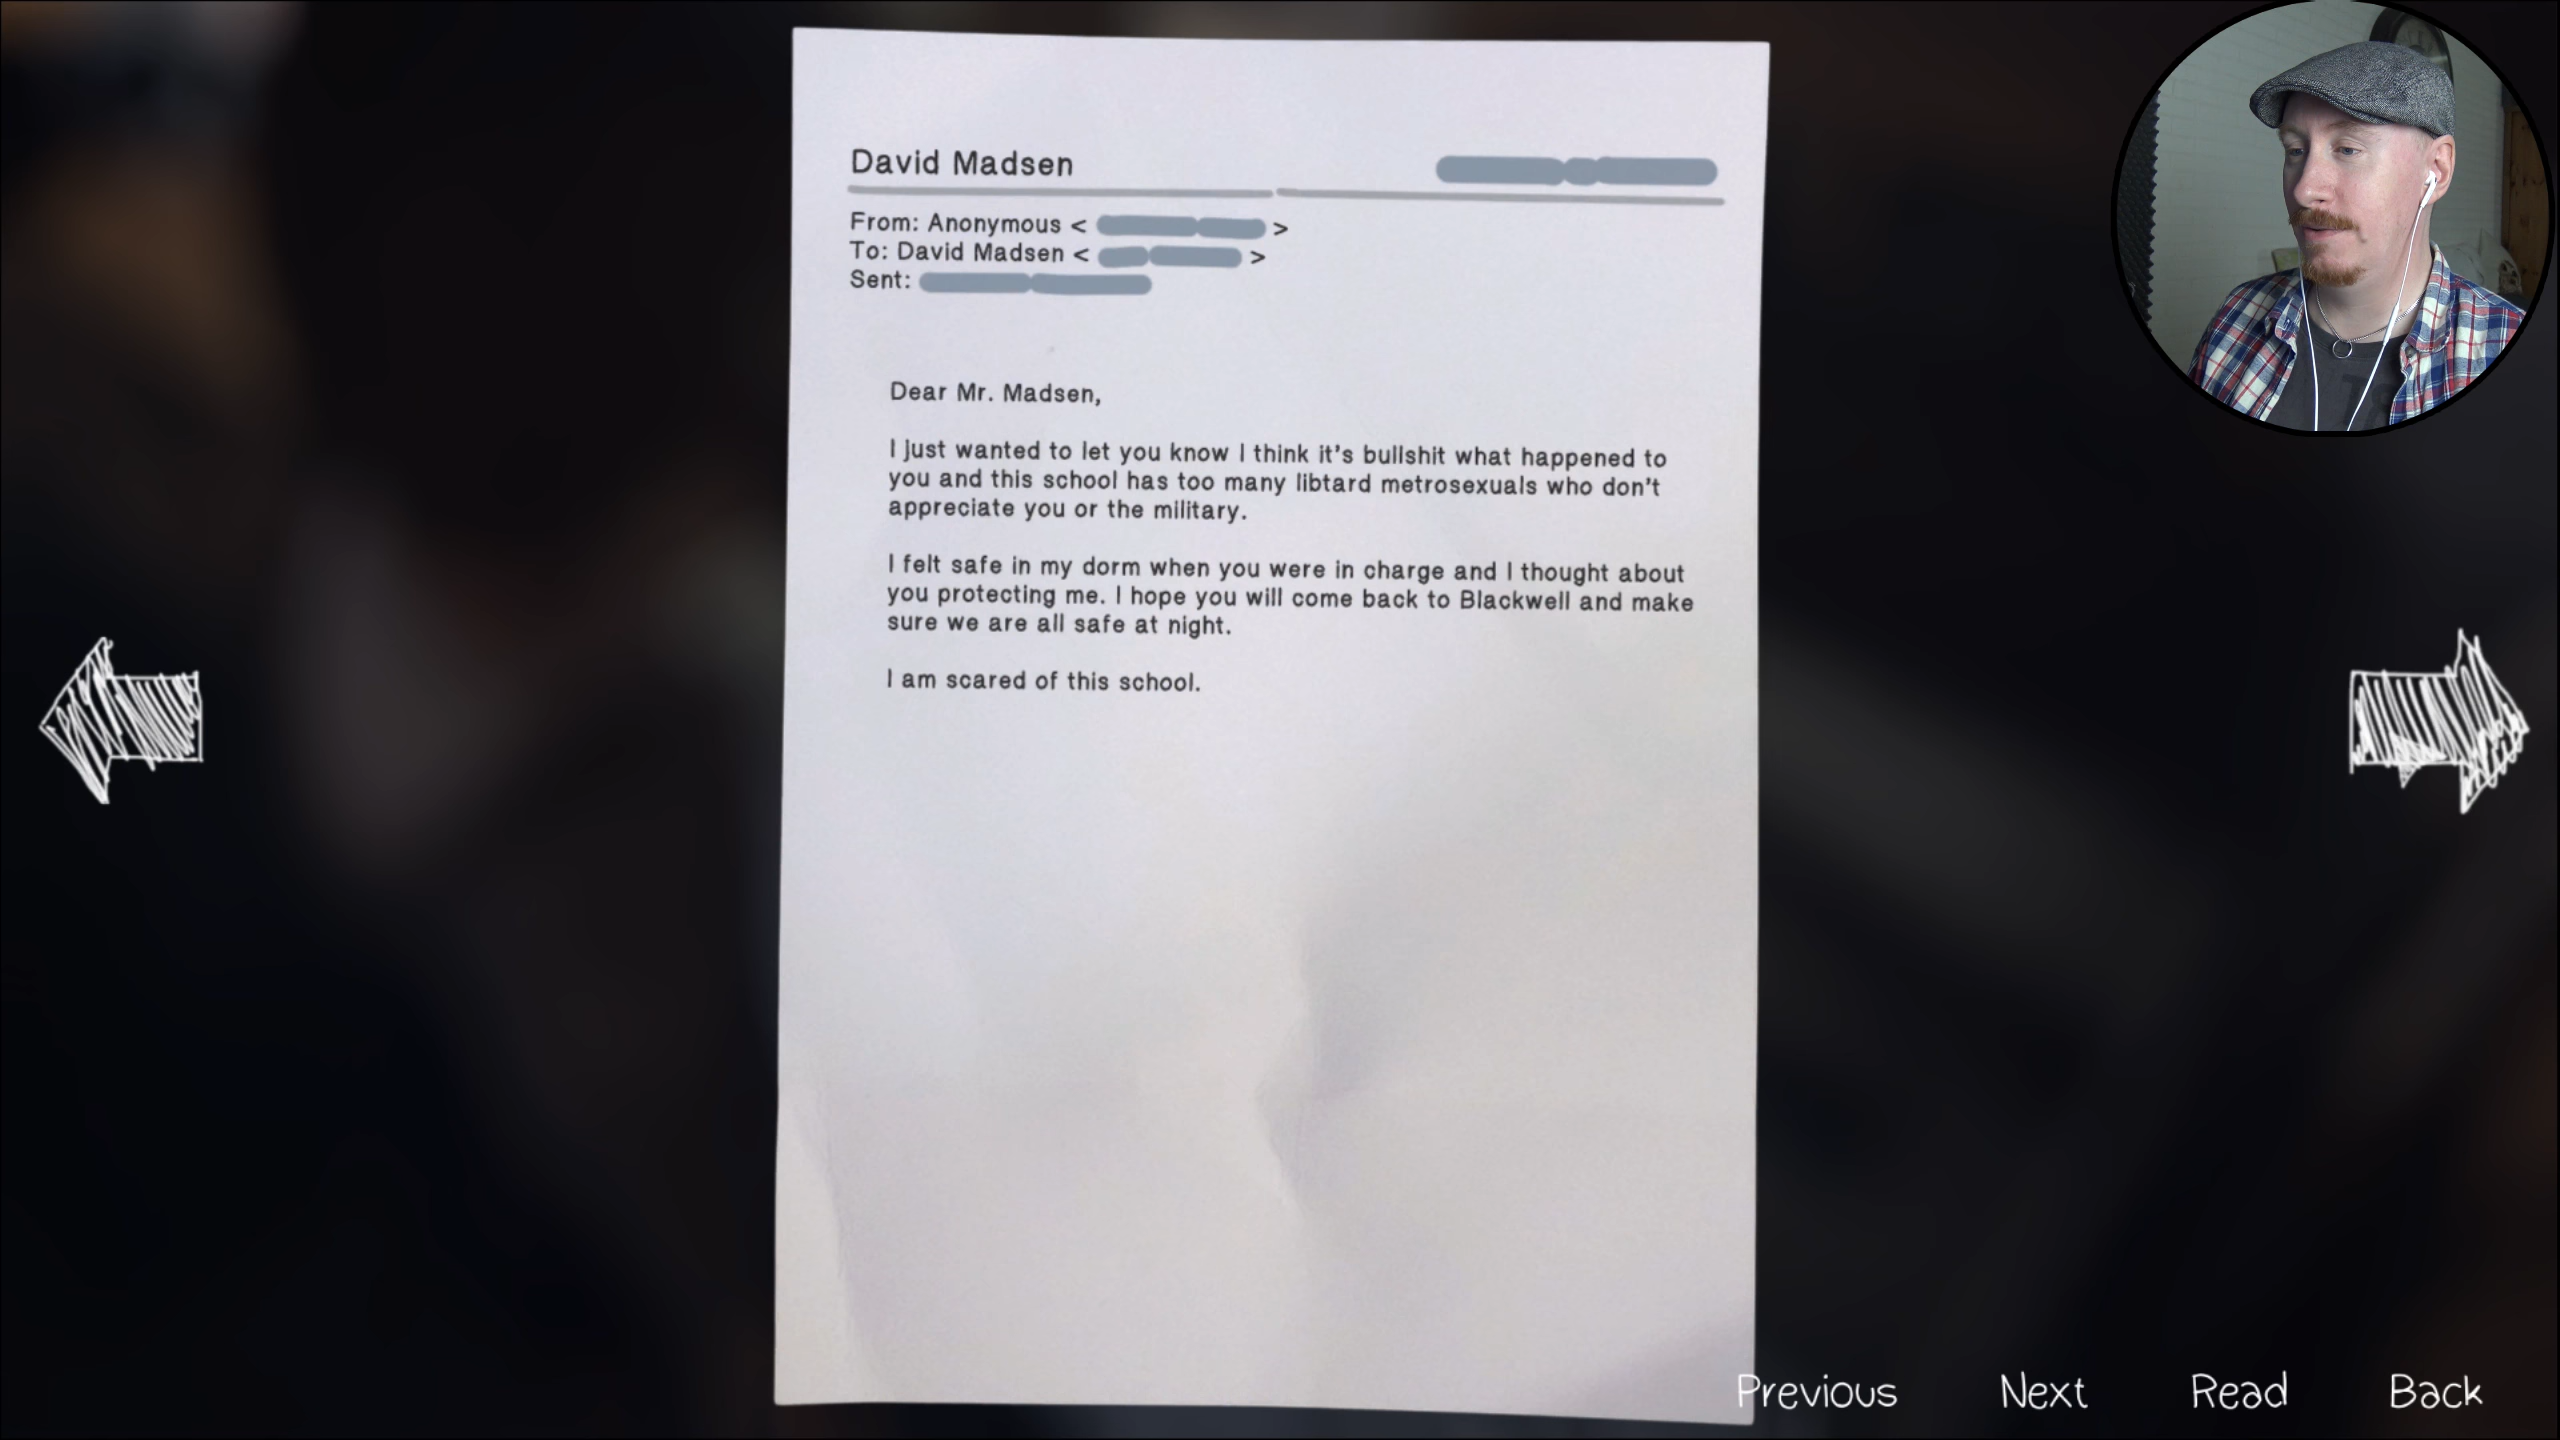 David Madsen
From: Anonymous < >
To: David Madsen < >
Sent:
Dear Mr. Madsen,
I just wanted to let you know I think it's bullshit what happened to
you and this school has too many libtard metrosexuals who don't
appreciate you or the military.
I felt safe in my dorm when you were in charge and I thought about
you protecting me. I hope you will come back to Blackwell and make
sure we are all safe at night.
I am scared of this school.
Previous Next Read Back